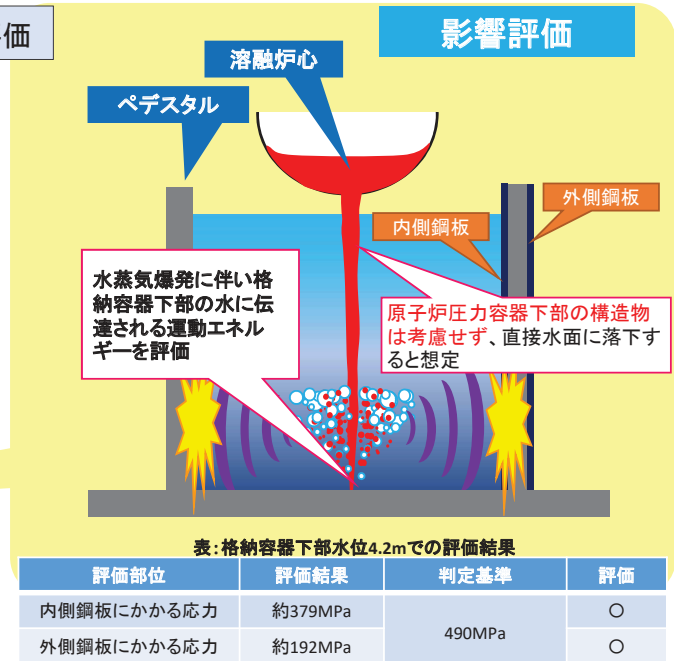 価
影響評価
溶融炉心
ペデスタル
外側鋼板
内側鋼板
水蒸気爆発に伴い格
納容器下部の水に伝
達される運動エネル
ギーを評価
原子炉圧力容器下部の構造物
は考慮せず、直接水面に落下す
ると想定
表：格納容器下部水位4.2mでの評価結果
評価部位 評価結果 判定基準 評価
内側鋼板にかかる応力 約379MPa 490MPa ○
外側鋼板にかかる応力 約192MPa ○